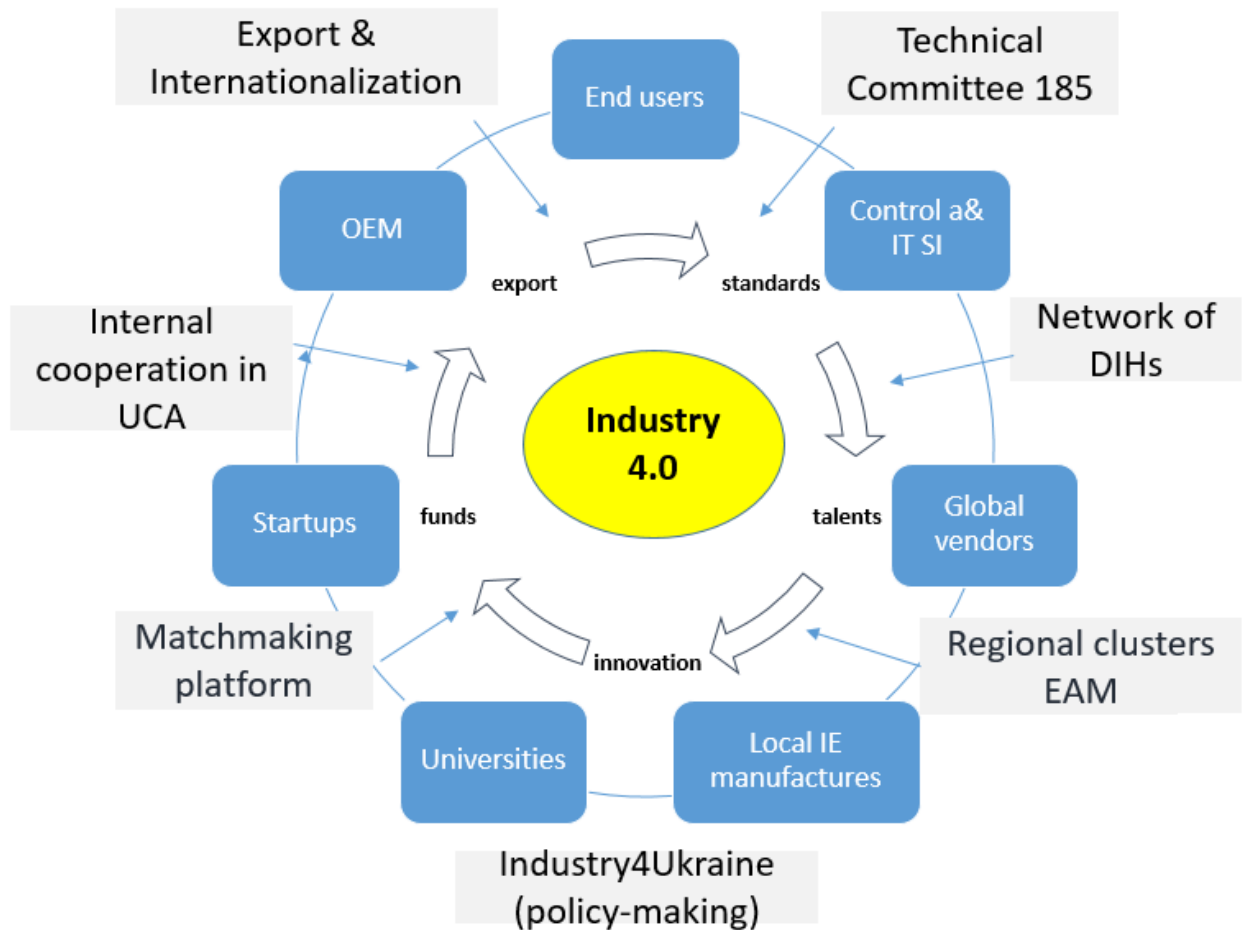 Export &
Internationalization
End users
Technical
Committee 185
OEM
Control a&
IT SI
export
standards
Internal
cooperation in
UCA
Network of
DIHs
Industry
4.0
Startups
funds
talents
Global
vendors
Matchmaking
platform
innovation
Regional clusters
EAM
Universities
Local IE
manufactures
Industry4Ukraine
(policy-making)